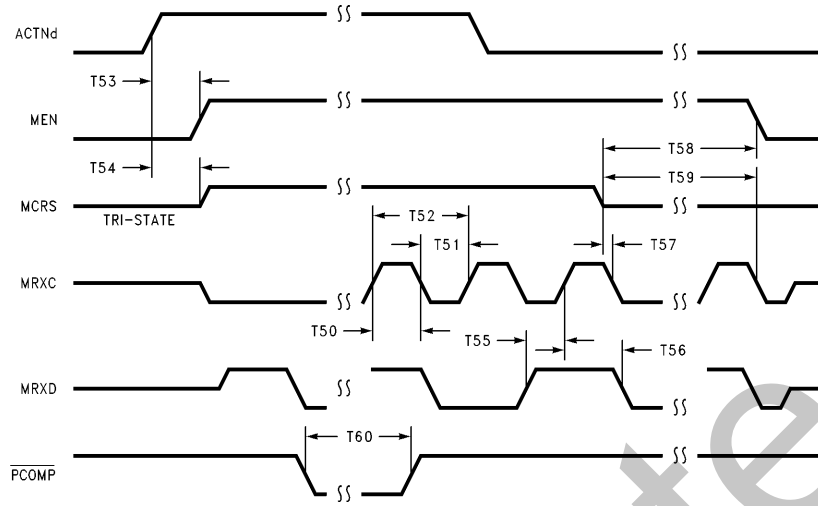 ACTNd
T53
MEN
T58
T54
T59
MCRS
TRI-STATE
T52
T51
T57
MRXC
T50
T55
T56
MRXD
T60
PCOMP
te